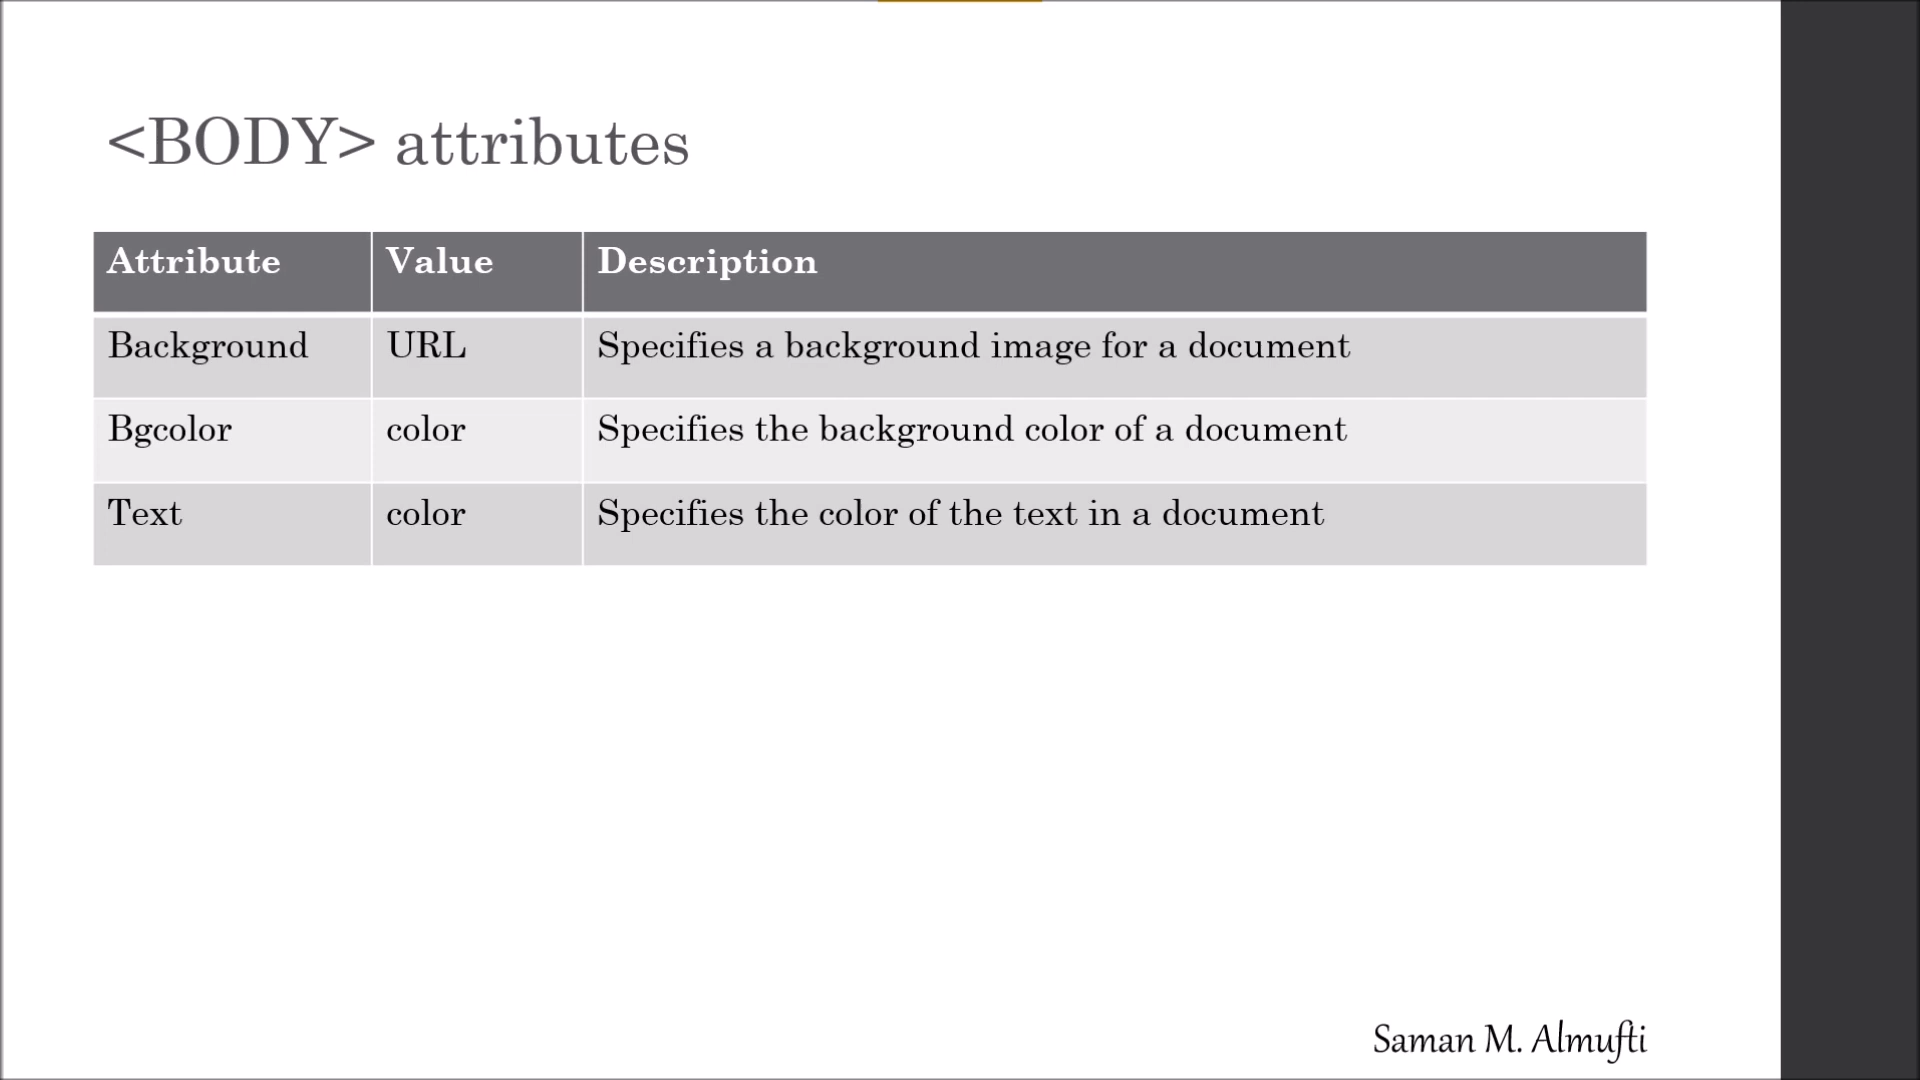 <BODY> attributes
Attribute Value Description
Background URL Specifies a background image for a document
Bgcolor color Specifies the background color of a document
Text color Specifies the color of the text in a document
Saman M. Almufti